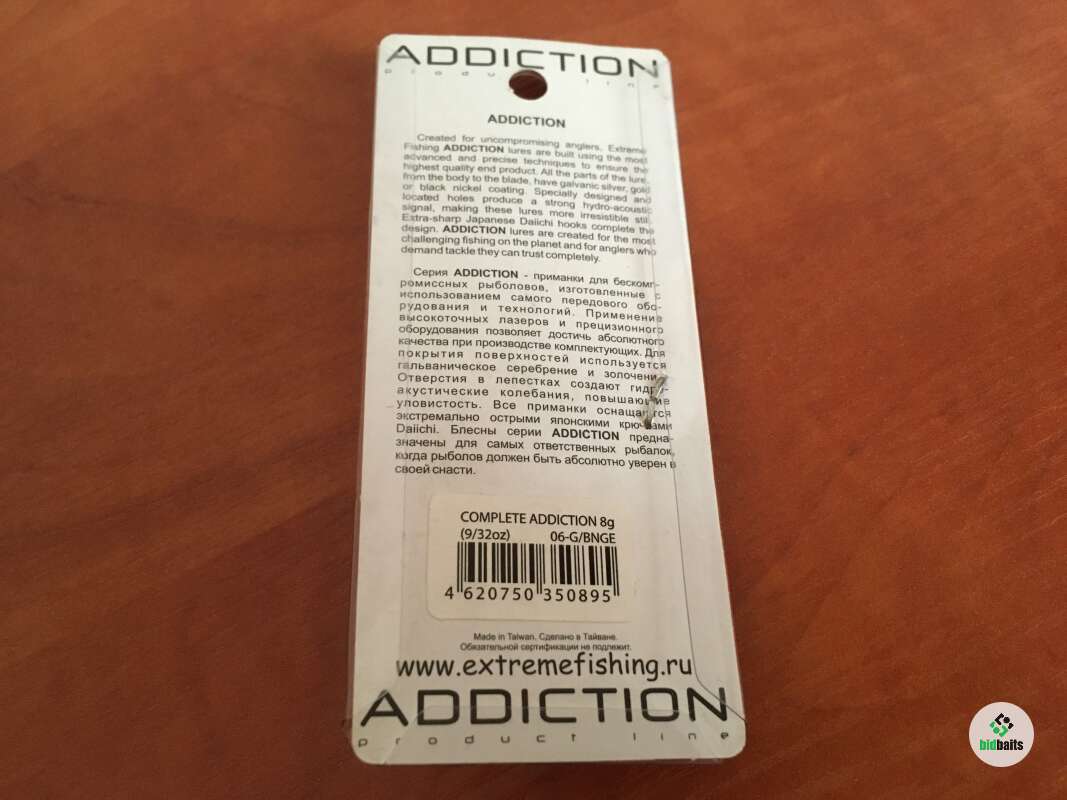 ADDICTION
product line
ADDICTION
Created for uncompromising anglers, Extreme
Fishing ADDICTION lures are built using the most
advanced and precise techniques to ensure the
highest quality end product. All the parts of the lure,
from the body to the blade, have galvanic silver, gold
or black nickel coating. Specially designed and
located holes produce a strong hydro-acoustic
signal, making these lures more irresistible still.
Extra-sharp Japanese Daiichi hooks complete the
design. ADDICTION lures are created for the most
challenging fishing on the planet and for anglers who
demand tackle they can trust completely.
Серия ADDICTION - приманки для бескомп-
ромиссных рыболовов, изготовленные с
использованием самого передового обо-
рудования и технологий. Применение
высокоточных лазеров и прецизионного
оборудования позволяет достичь абсолютного
качества при производстве комплектующих. Для
покрытия поверхностей используется
гальваническое серебрение и золочение.
Отверстия в лепестках создают гидро-
акустические колебания, повышающие
уловистость. Все приманки оснащаются
экстремально острыми японскими крючками
Daiichi. Блесны серии ADDICTION предна-
значены для самых ответственных рыбалок,
когда рыболов должен быть абсолютно уверен в
своей снасти.
COMPLETE ADDICTION 8g
(9/32oz) 06-G/BNGE
4 620750 350895
Made in Taiwan. Сделано в Тайване.
Обязательной сертификации не подлежит.
www.extremefishing.ru
ADDICTION
product line
bidbaits